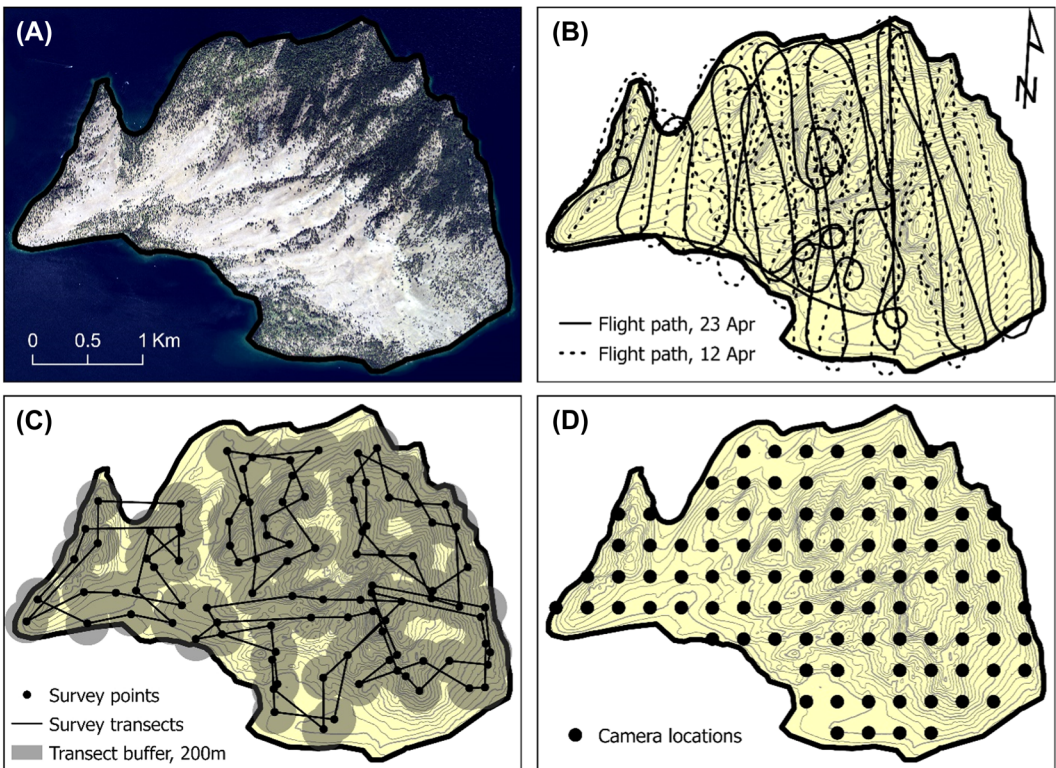 (A)
0 0.5 1 Km
(B)
N
Flight path, 23 Apr
Flight path, 12 Apr
(C)
Survey points
Survey transects
Transect buffer, 200m
(D)
Camera locations